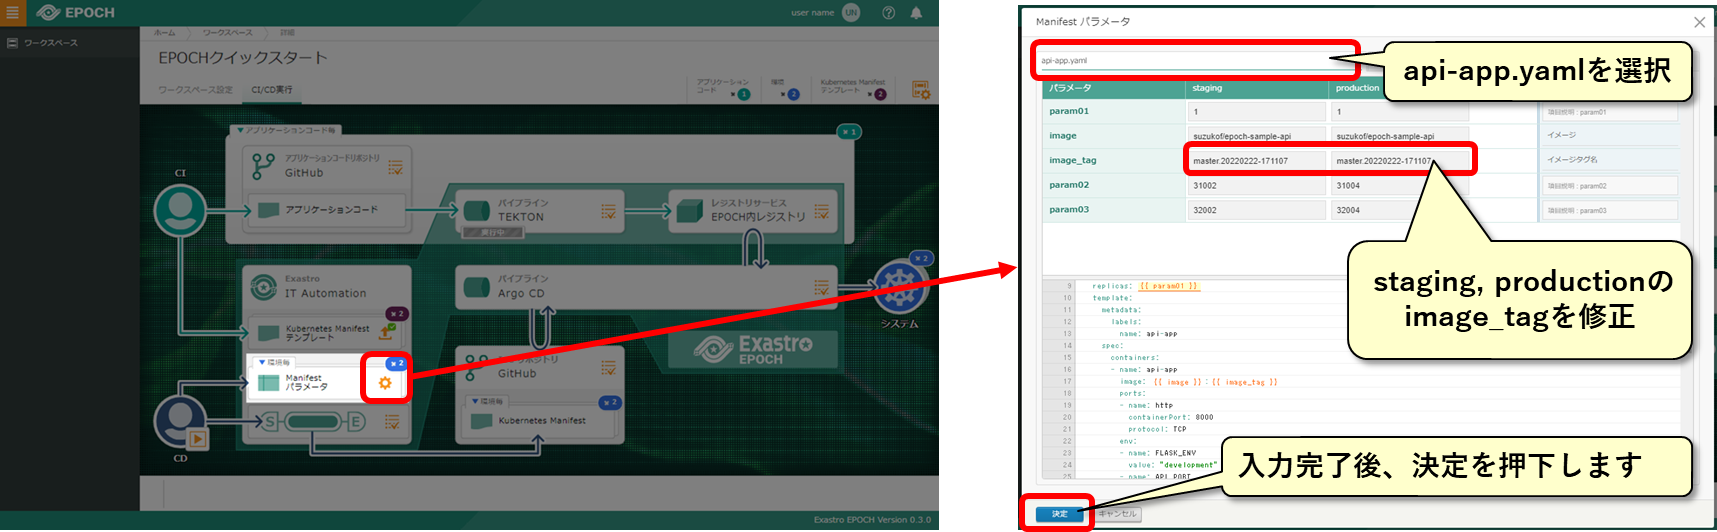 EPOCH
user name
UN
ワークスペース
ホーム
ワークスペース
詳細
EPOCHクイックスタート
ワークスペース設定
CI/CD実行
アプリケーション
コード
× 1
環境
× 2
Kubernetes Manifest
テンプレート
× 2
▼アプリケーションコード毎
× 1
アプリケーションコードリポジトリ
GitHub
CI
アプリケーションコード
パイプライン
TEKTON
実行中
レジストリサービス
EPOCH内レジストリ
Exastro
IT Automation
× 2
Kubernetes Manifest
テンプレート
パイプライン
Argo CD
× 2
システム
Exastro
EPOCH
▼環境毎
× 2
Manifest
パラメータ
リポジトリ
GitHub
▼環境毎
× 2
Kubernetes Manifest
S
E
CD
Exastro EPOCH Version 0.3.0
Manifest パラメータ
api-app.yaml
api-app.yamlを選択
パラメータ
staging
production
param01
1
1
項目説明 : param01
image
suzukof/epoch-sample-api
suzukof/epoch-sample-api
イメージ
image_tag
master.20220222-171107
master.20220222-171107
イメージタグ名
param02
31002
31004
項目説明 : param02
param03
32002
32004
項目説明 : param03
staging, productionの
image_tagを修正
9 replicas: {{ param01 }}
10 template:
11 metadata:
12 labels:
13 name: api-app
14 spec:
15 containers:
16 - name: api-app
17 image: {{ image }}:{{ image_tag }}
18 ports:
19 - name: http
20 containerPort: 8000
21 protocol: TCP
22 env:
23 - name: FLASK_ENV
24 value: "development"
25 - name: API_PORT
入力完了後、決定を押下します
決定
キャンセル